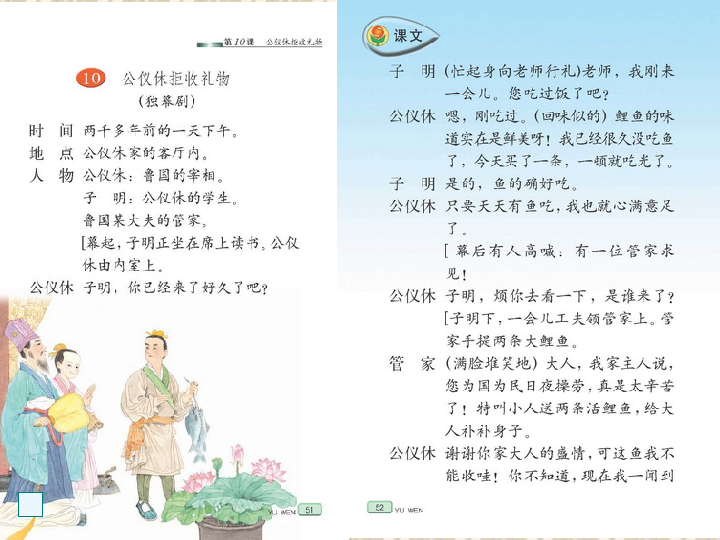 第10课 公仪休拒收礼物
10 公仪休拒收礼物
(独幕剧)
时 间 两千多年前的一天下午。
地 点 公仪休家的客厅内。
人 物 公仪休:鲁国的宰相。
子 明:公仪休的学生。
鲁国某大夫的管家。
[幕起,子明正坐在席上读书。公仪
休由内室上。
公仪休 子明,你已经来了好久了吧?
YU WEN 51
课文
子 明 (忙起身向老师行礼)老师,我刚来
一会儿。您吃过饭了吧?
公仪休 嗯,刚吃过。(回味似的)鲤鱼的味
道实在是鲜美呀!我已经很久没吃鱼
了,今天买了一条,一顿就吃光了。
子 明 是的,鱼的确好吃。
公仪休 只要天天有鱼吃,我也就心满意足
了。
[幕后有人高喊:有一位管家求
见!
公仪休 子明,烦你去看一下,是谁来了?
[子明下,一会儿工夫领管家上。管
家手提两条大鲤鱼。
管 家 (满脸堆笑地)大人,我家主人说,
您为国为民日夜操劳,真是太辛苦
了!特叫小人送两条活鲤鱼,给大
人补补身子。
公仪休 谢谢你家大人的盛情,可这鱼我不
能收哇!你不知道,现在我一闻到
52 YU WEN